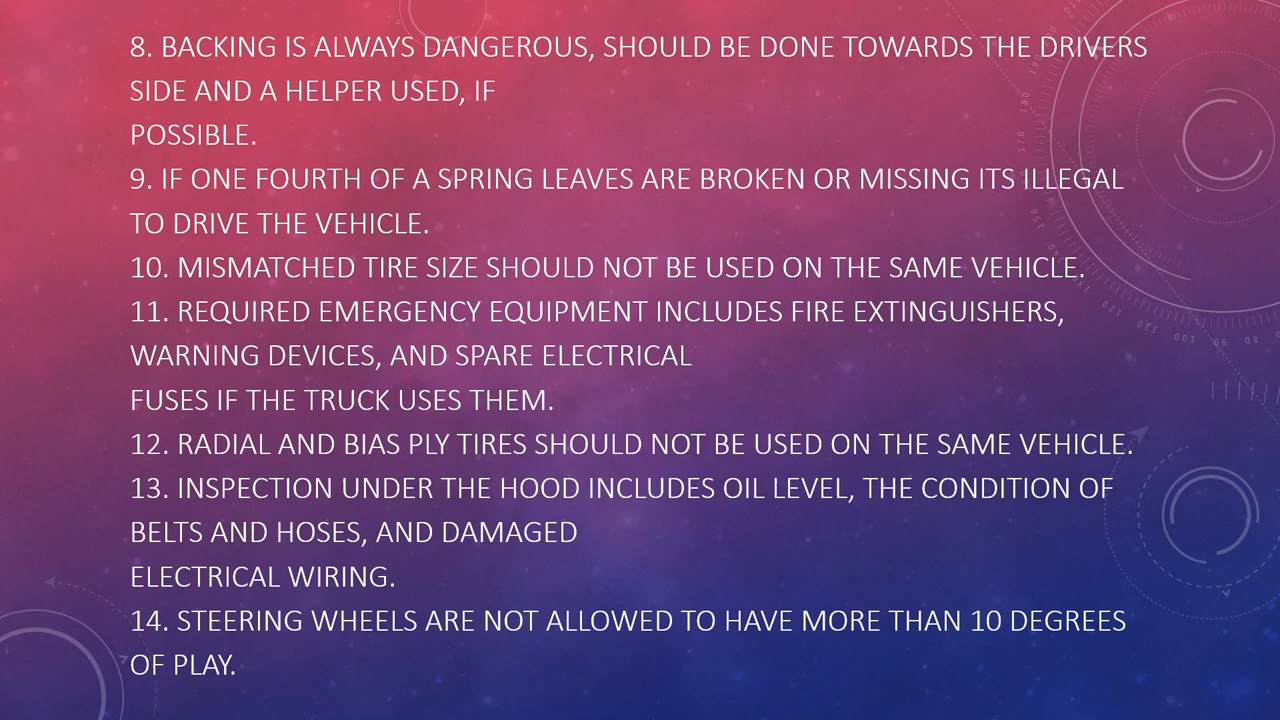 8. BACKING IS ALWAYS DANGEROUS, SHOULD BE DONE TOWARDS THE DRIVERS
SIDE AND A HELPER USED, IF
POSSIBLE.
9. IF ONE FOURTH OF A SPRING LEAVES ARE BROKEN OR MISSING ITS ILLEGAL
TO DRIVE THE VEHICLE.
10. MISMATCHED TIRE SIZE SHOULD NOT BE USED ON THE SAME VEHICLE.
11. REQUIRED EMERGENCY EQUIPMENT INCLUDES FIRE EXTINGUISHERS,
WARNING DEVICES, AND SPARE ELECTRICAL
FUSES IF THE TRUCK USES THEM.
12. RADIAL AND BIAS PLY TIRES SHOULD NOT BE USED ON THE SAME VEHICLE.
13. INSPECTION UNDER THE HOOD INCLUDES OIL LEVEL, THE CONDITION OF
BELTS AND HOSES, AND DAMAGED
ELECTRICAL WIRING.
14. STEERING WHEELS ARE NOT ALLOWED TO HAVE MORE THAN 10 DEGREES
OF PLAY.